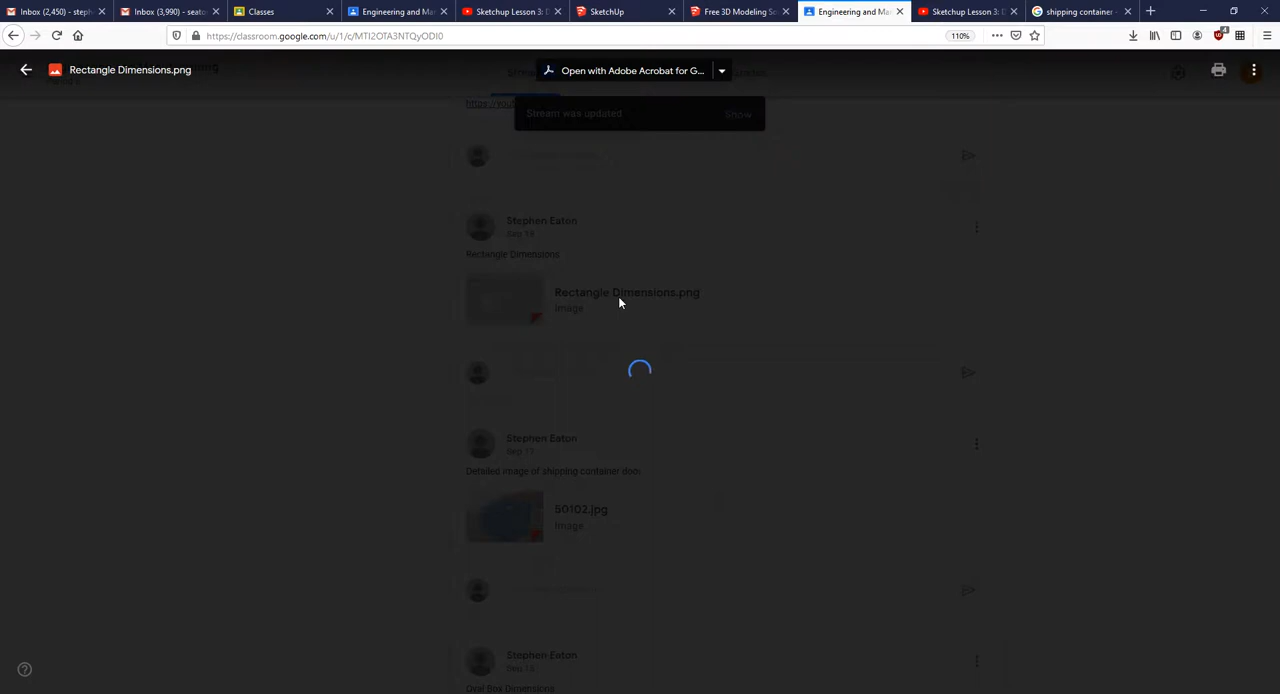 Inbox (2,450) - steph
Inbox (3,990) - seato
Classes
Engineering and Ma
Sketchup Lesson 3: D
SketchUp
Free 3D Modeling So
Engineering and Ma
Sketchup Lesson 3: D
shipping container -
https://classroom.google.com/u/1/c/MTI2OTA3NTQyODI0
110%
4
Rectangle Dimensions.png
Open with Adobe Acrobat for G...
Stream was updated
Show
Stephen Eaton
Rectangle Dimensions
Rectangle Dimensions.png
Image
Stephen Eaton
Sep 17
Detailed image of shipping container door
50102.jpg
Image
Stephen Eaton
Oval Box Dimensions